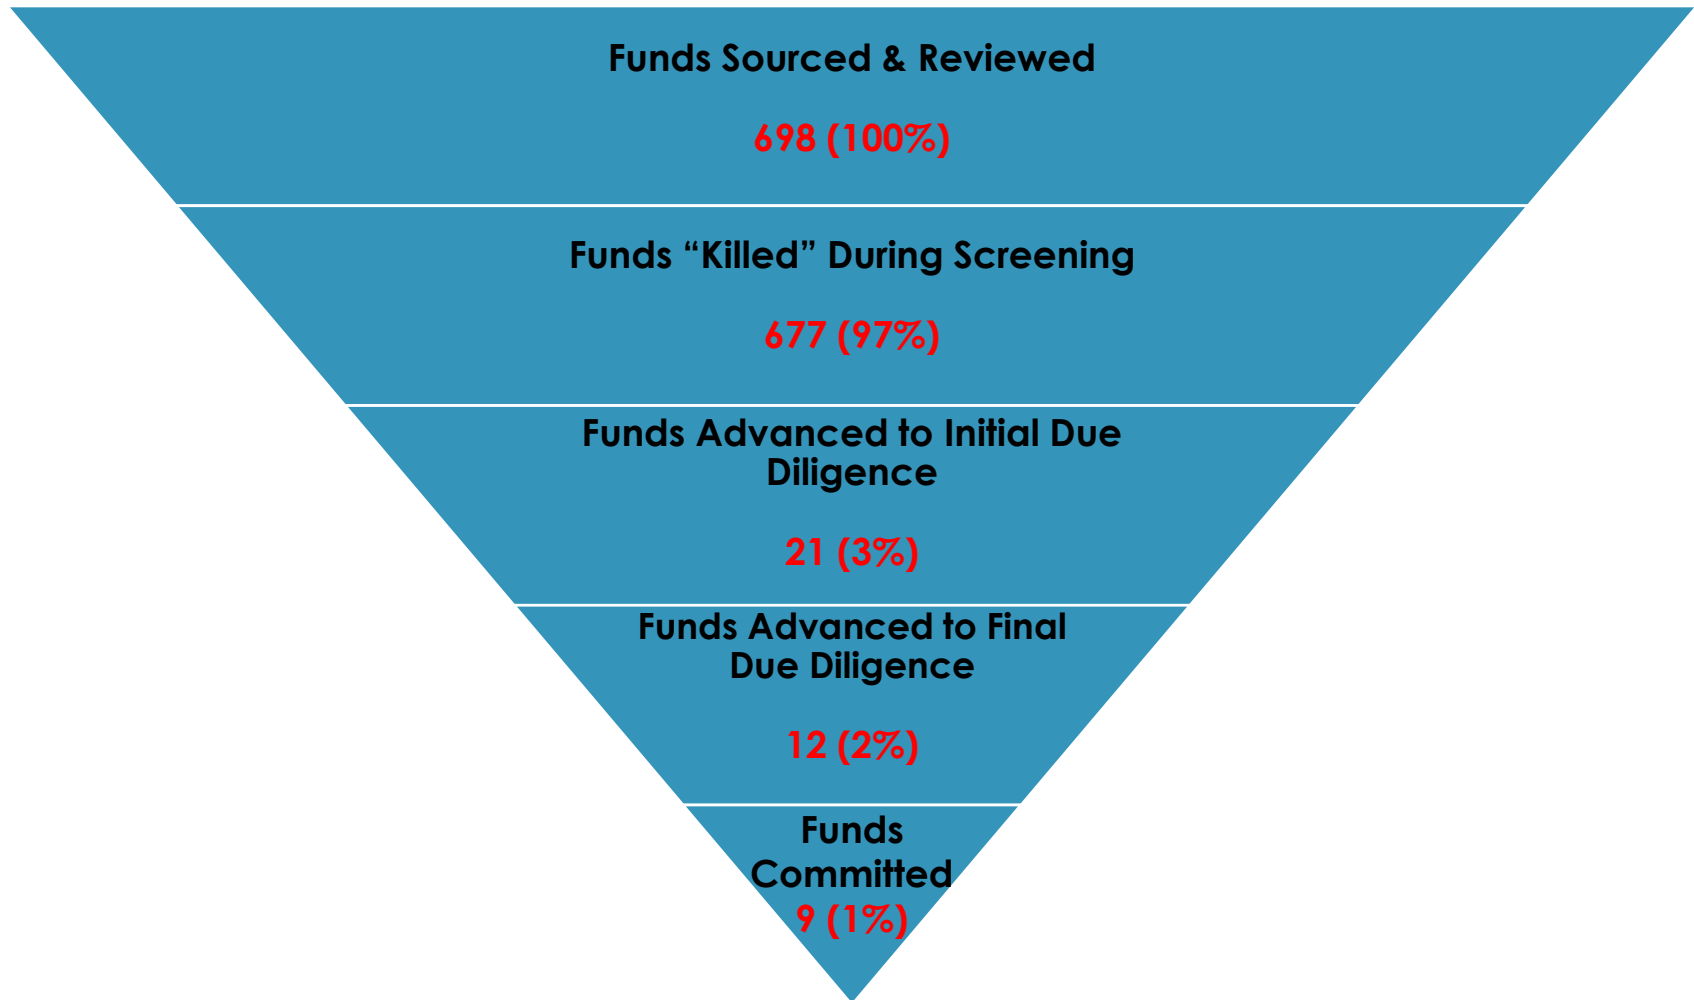 Funds Sourced & Reviewed
698 (100%)
Funds “Killed” During Screening
677 (97%)
Funds Advanced to Initial Due
Diligence
21 (3%)
Funds Advanced to Final
Due Diligence
12 (2%)
Funds
Committed
9 (1%)